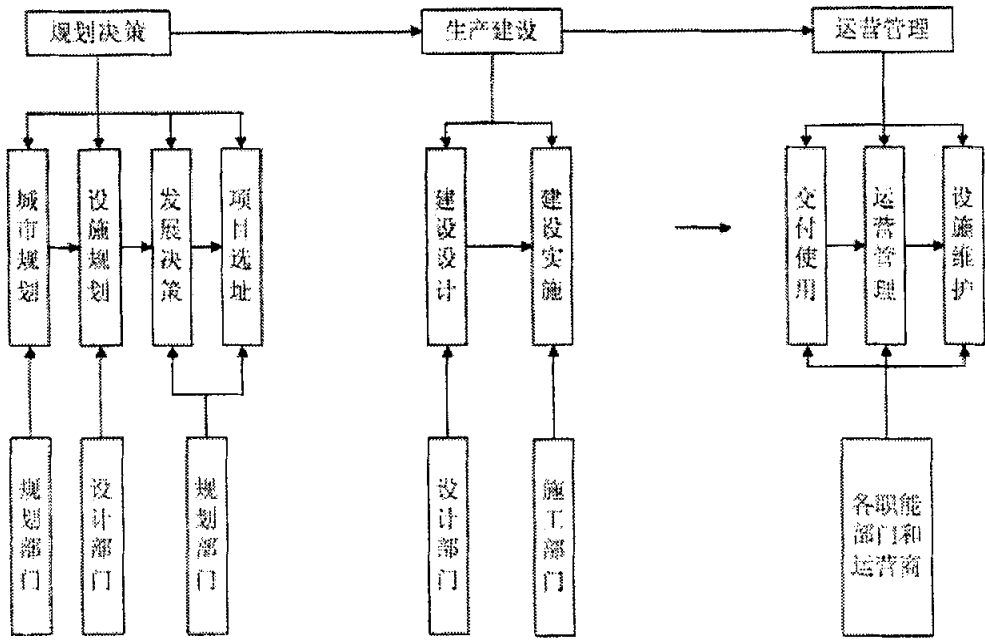 规划决策
生产建设
运营管理
城市规划
设施规划
发展决策
项目选址
建设设计
建设实施
交付使用
运营管理
设施维护
规划部门
设计部门
规划部门
设计部门
施工部门
各职能
部门和
运营商